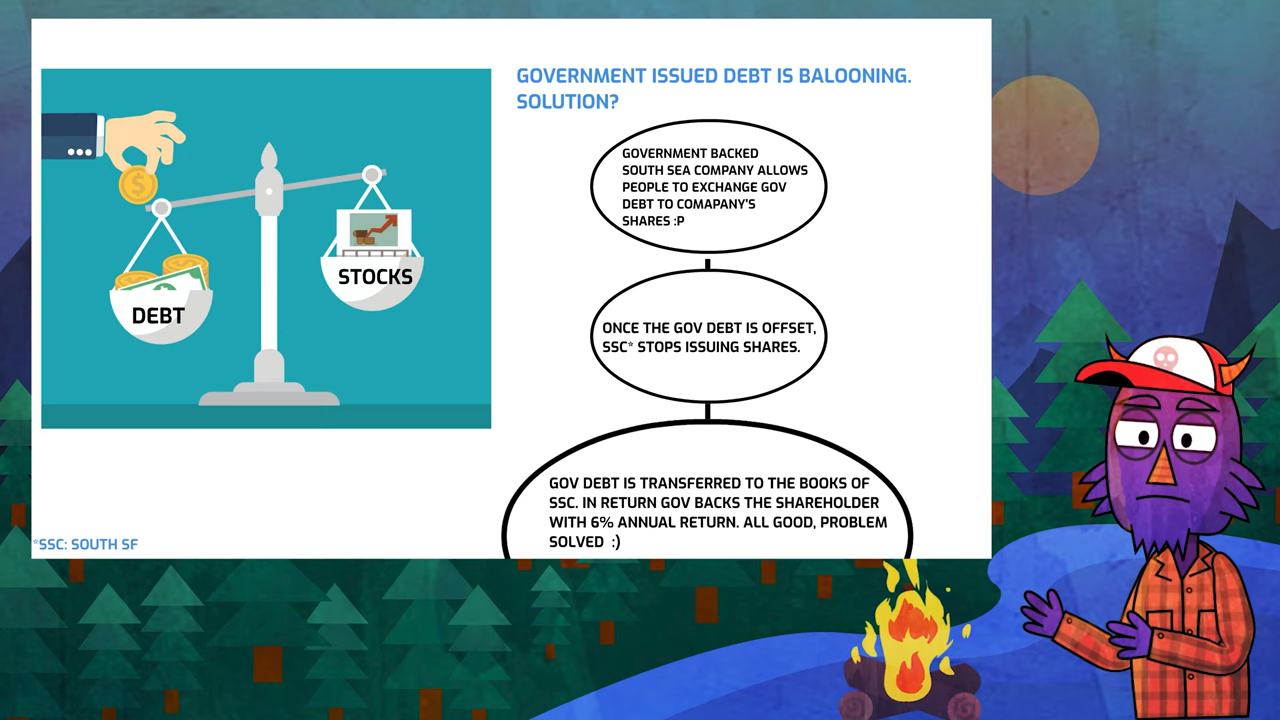 GOVERNMENT ISSUED DEBT IS BALOONING.
SOLUTION?
GOVERNMENT BACKED
SOUTH SEA COMPANY ALLOWS
PEOPLE TO EXCHANGE GOV
DEBT TO COMAPANY'S
SHARES :P
DEBT
STOCKS
ONCE THE GOV DEBT IS OFFSET,
SSC* STOPS ISSUING SHARES.
GOV DEBT IS TRANSFERRED TO THE BOOKS OF
SSC. IN RETURN GOV BACKS THE SHAREHOLDER
WITH 6% ANNUAL RETURN. ALL GOOD, PROBLEM
SOLVED :)
*SSC: SOUTH SF